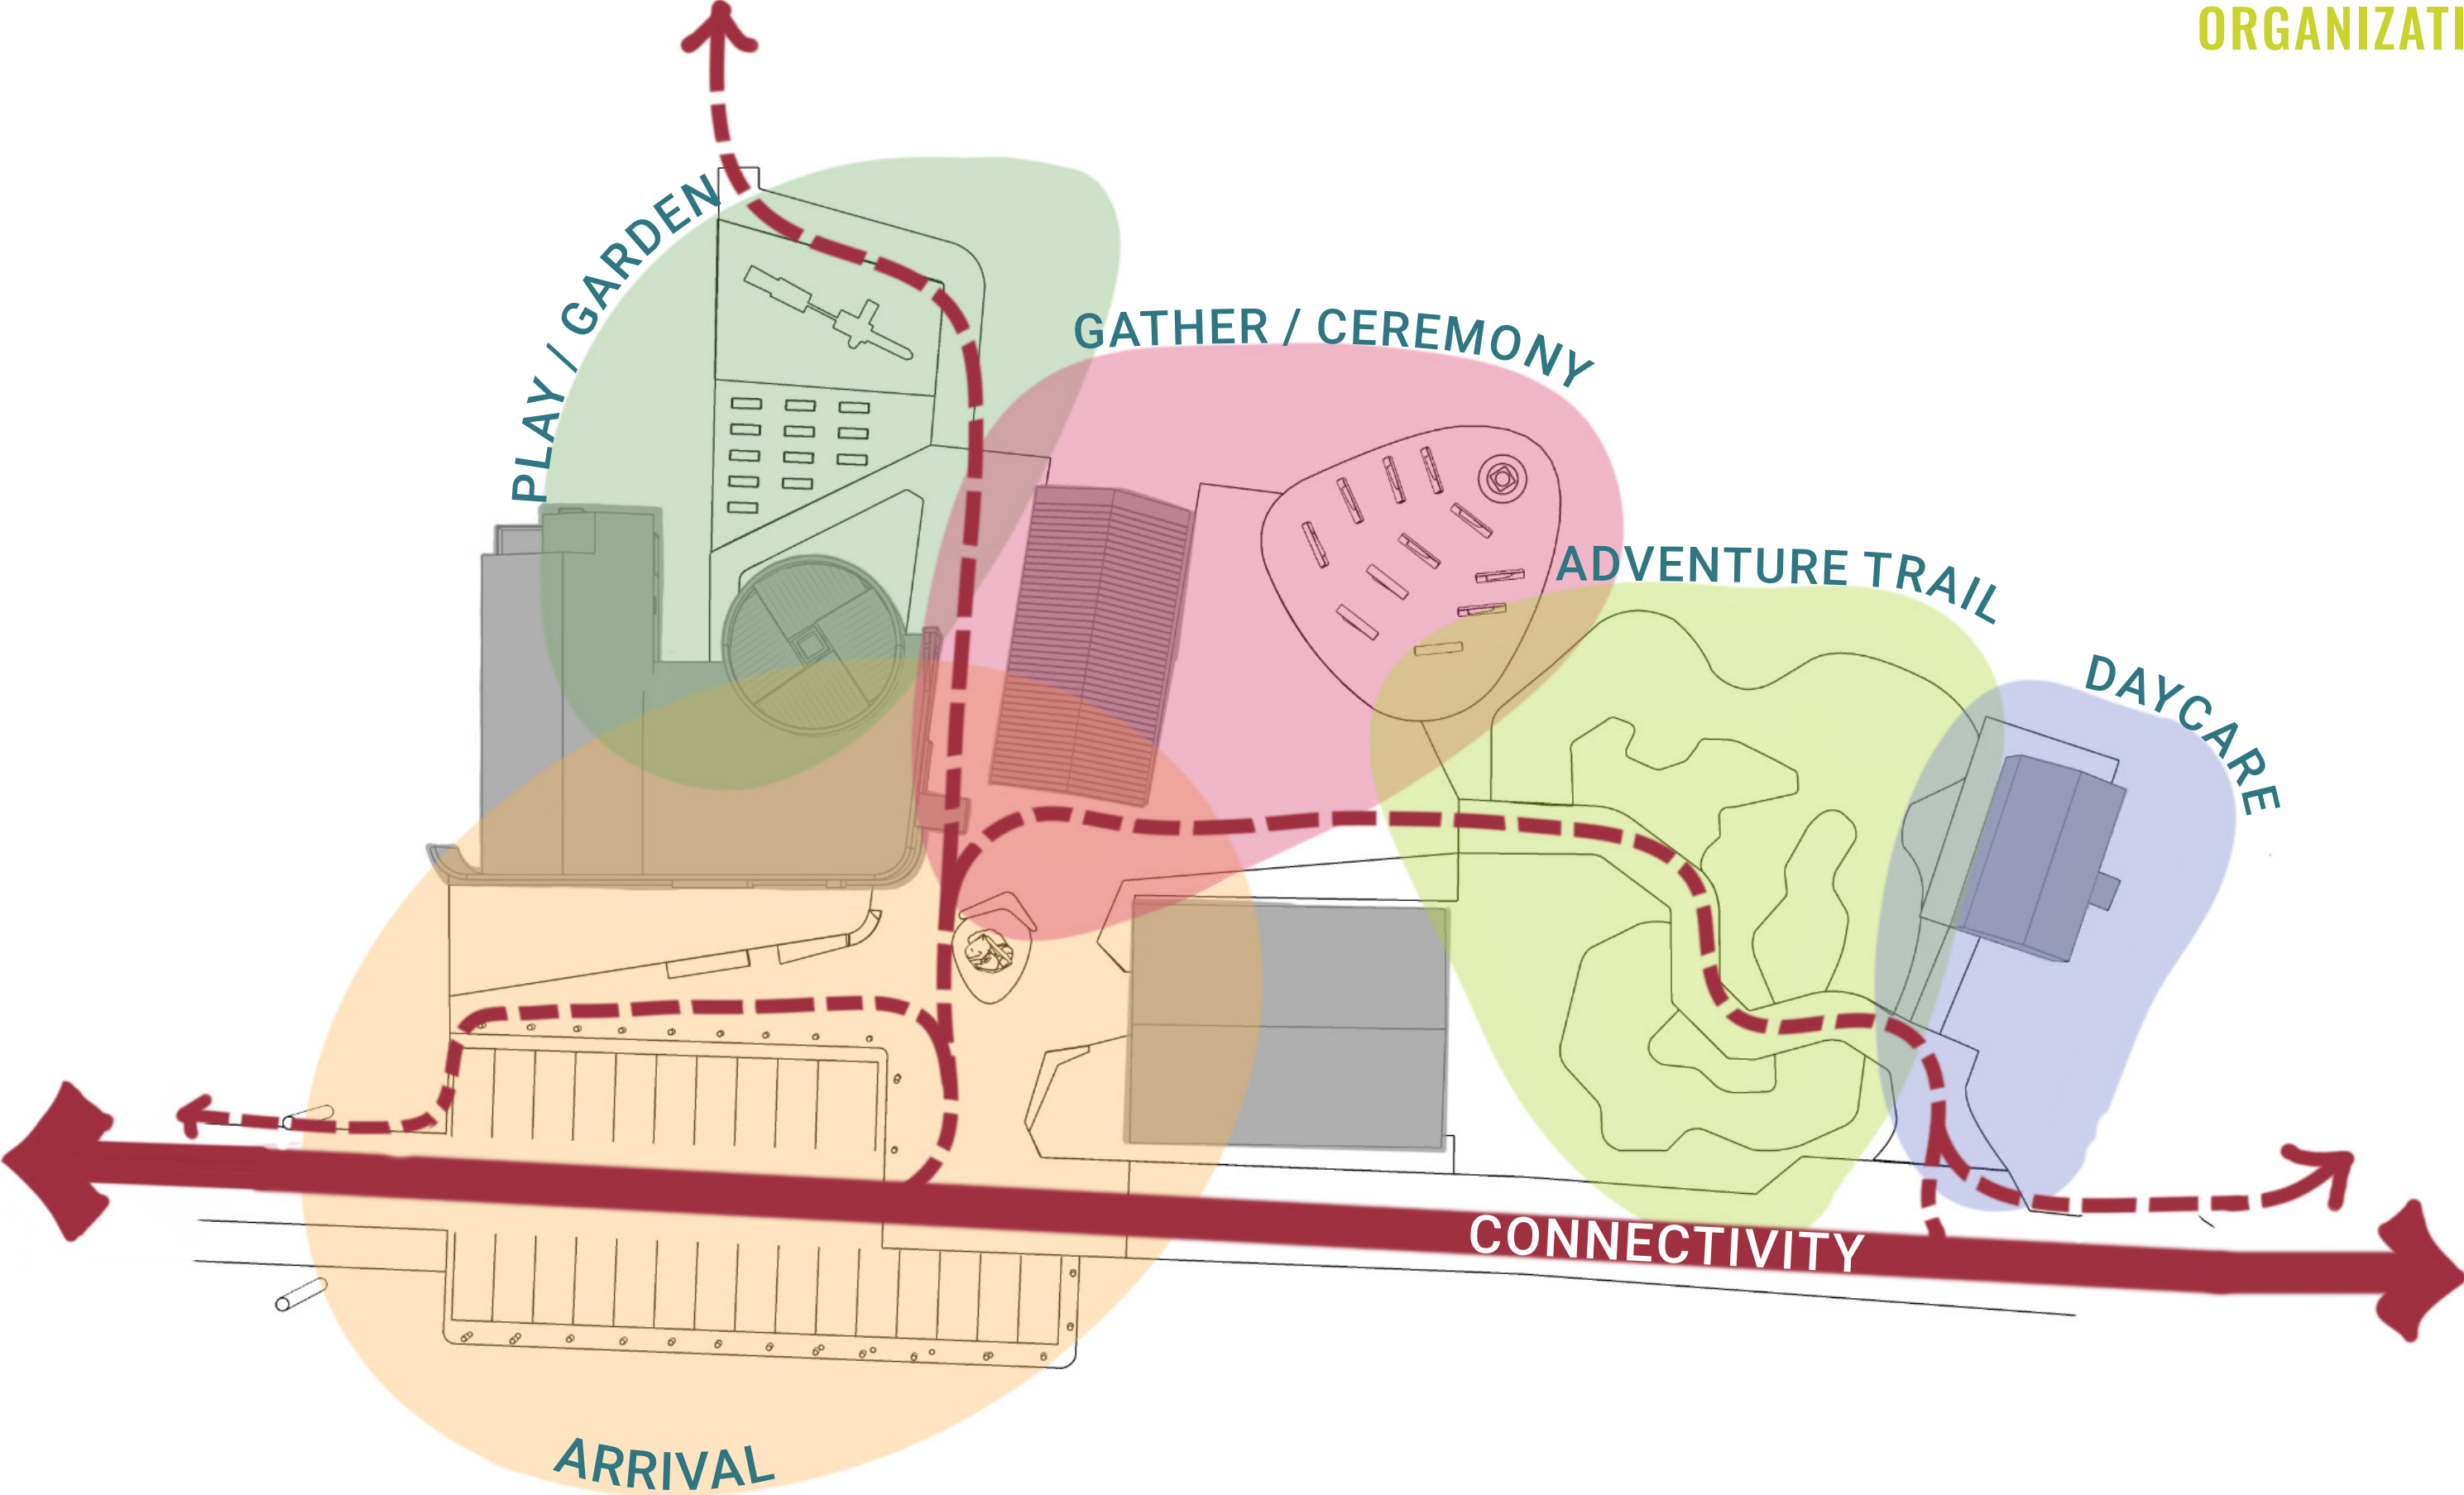 ORGANIZATI
PLAY / GARDEN
GATHER / CEREMONY
ADVENTURE TRAIL
DAYCARE
CONNECTIVITY
ARRIVAL